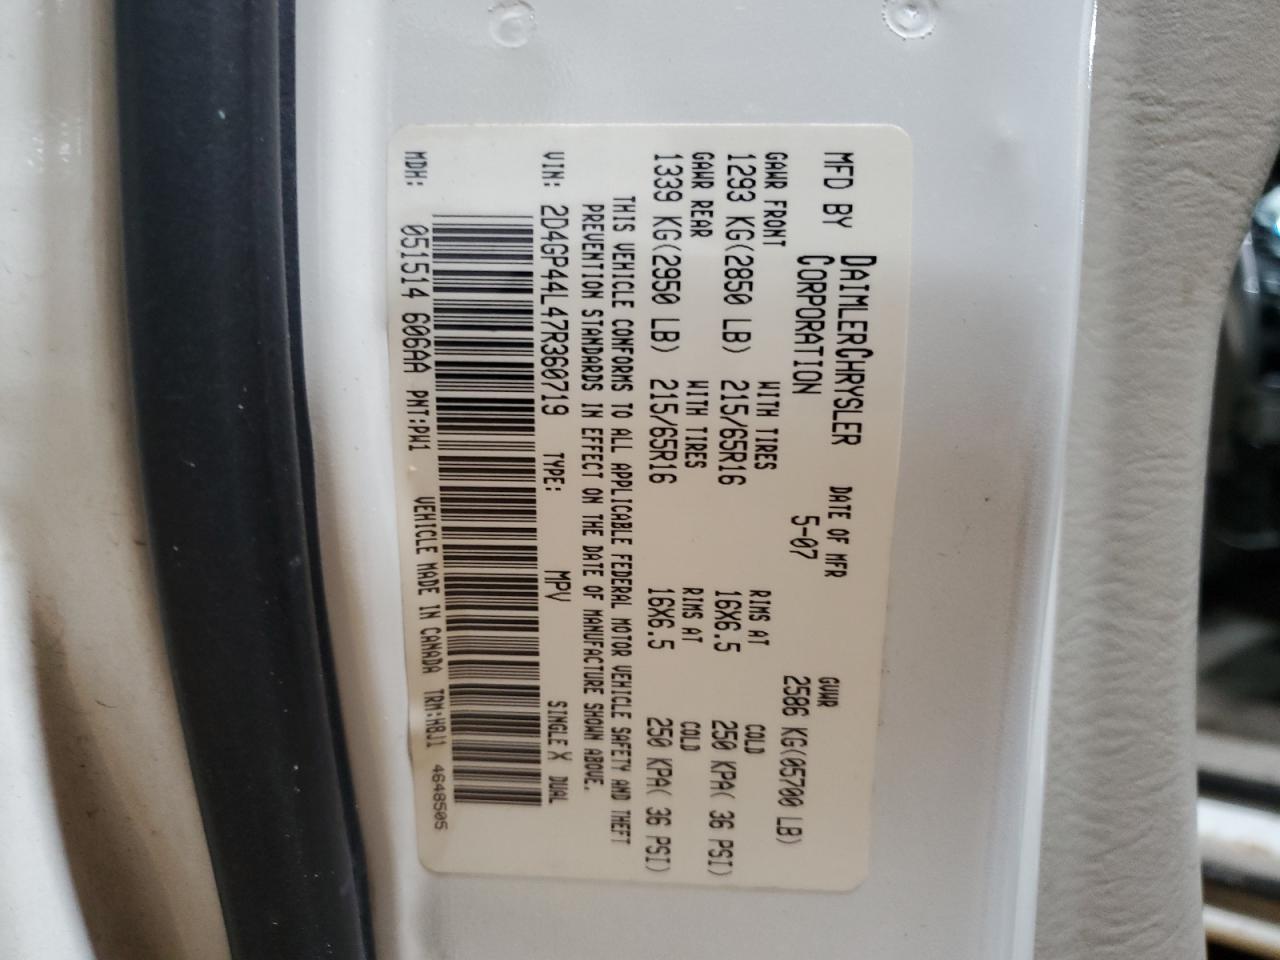 MFD BY DAIMLERCHRYSLER CORPORATION
DATE OF MFR 5-07
GVWR 2586 KG(05700 LB)
GAWR FRONT WITH TIRES RIMS AT COLD
1293 KG(2850 LB) 215/65R16 16X6.5 250 KPA( 36 PSI)
GAWR REAR WITH TIRES RIMS AT COLD
1339 KG(2950 LB) 215/65R16 16X6.5 250 KPA( 36 PSI)
THIS VEHICLE CONFORMS TO ALL APPLICABLE FEDERAL MOTOR VEHICLE SAFETY AND THEFT
PREVENTION STANDARDS IN EFFECT ON THE DATE OF MANUFACTURE SHOWN ABOVE.
VIN: 2D4GP44L47R360719 TYPE: MPV SINGLE X DUAL
MDH: 051514 606AA PNT:PW1 VEHICLE MADE IN CANADA TRM:H8J1 4648505